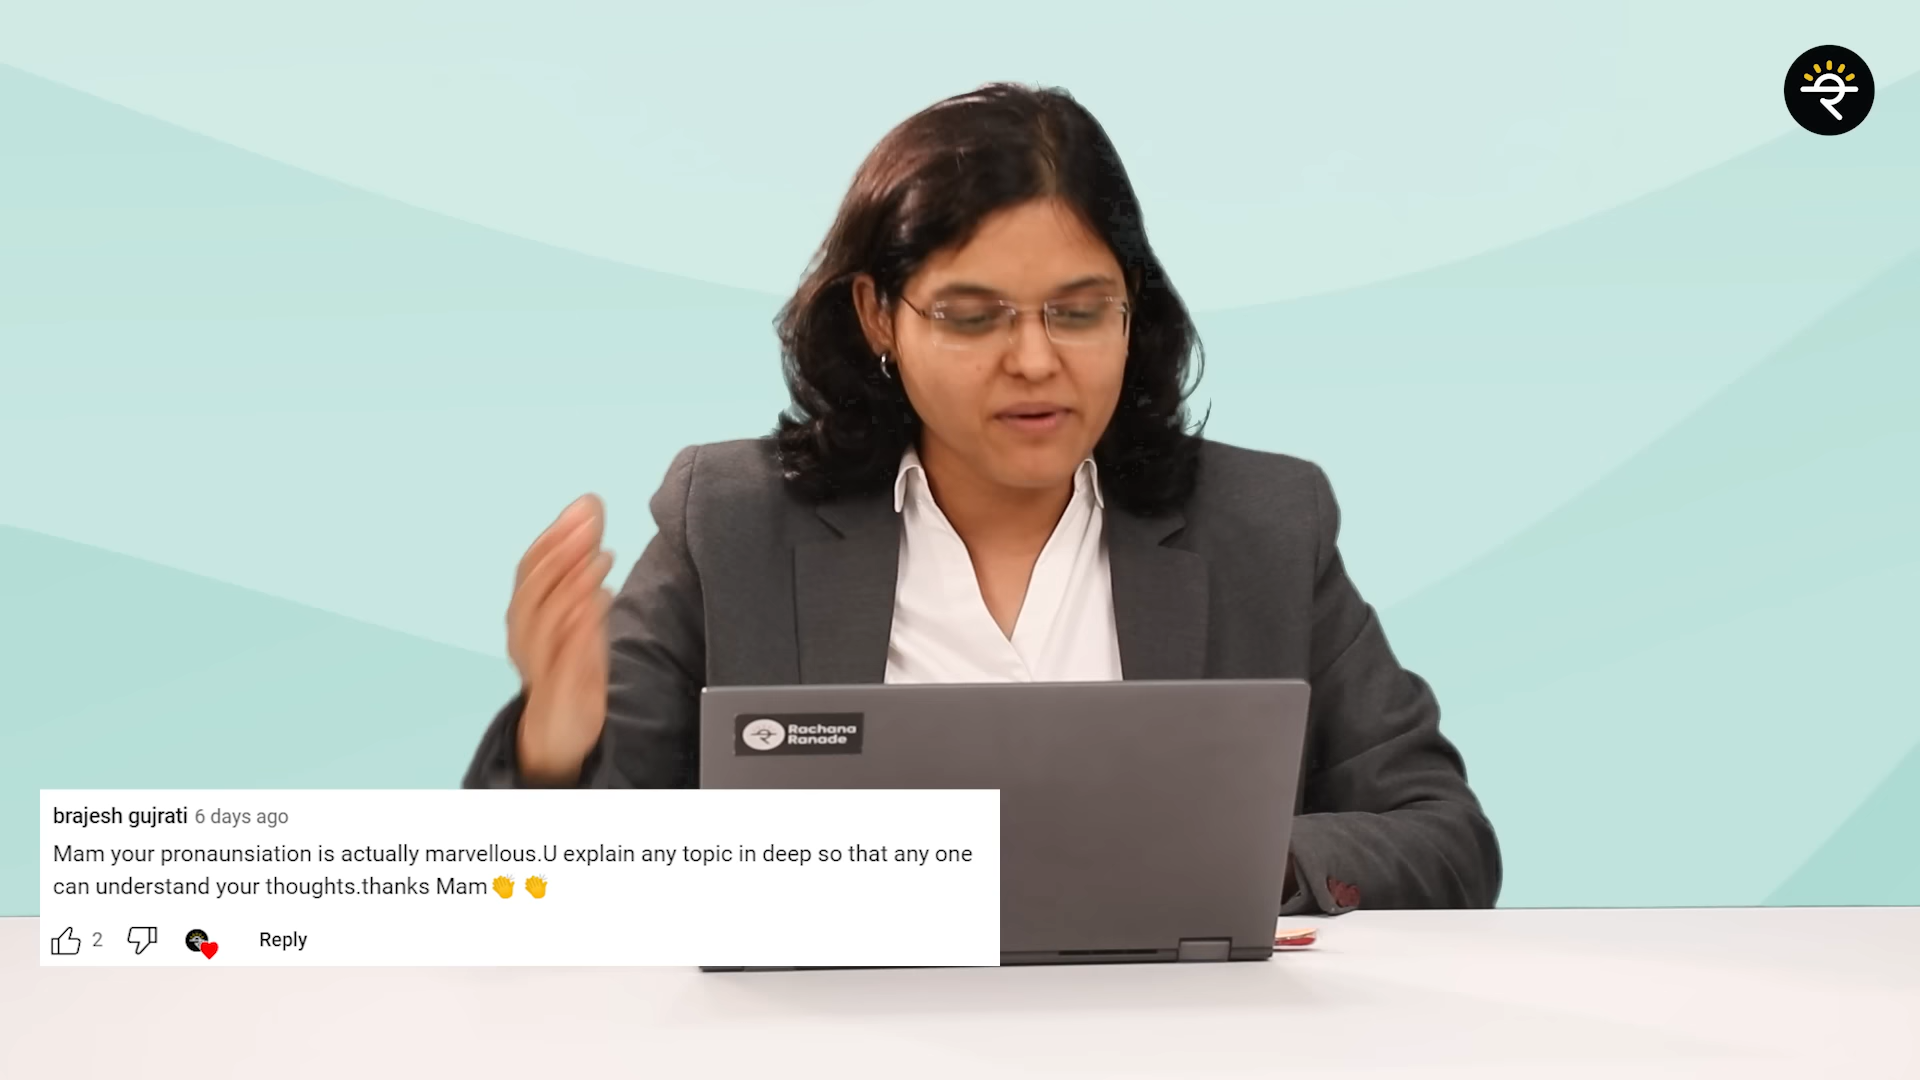 Rachana
Ranade
brajesh gujrati 6 days ago
Mam your pronaunsiation is actually marvellous.U explain any topic in deep so that any one
can understand your thoughts.thanks Mam👏 👏
2
Reply